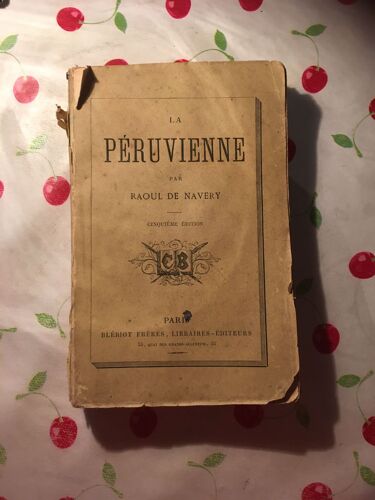 LA
PÉRUVIENNE
PAR
RAOUL DE NAVERY
CINQUIÈME ÉDITION
CB
PARIS
BLÉRIOT FRÈRES, LIBRAIRES-ÉDITEURS
55, QUAI DES GRANDS-AUGUSTINS, 55